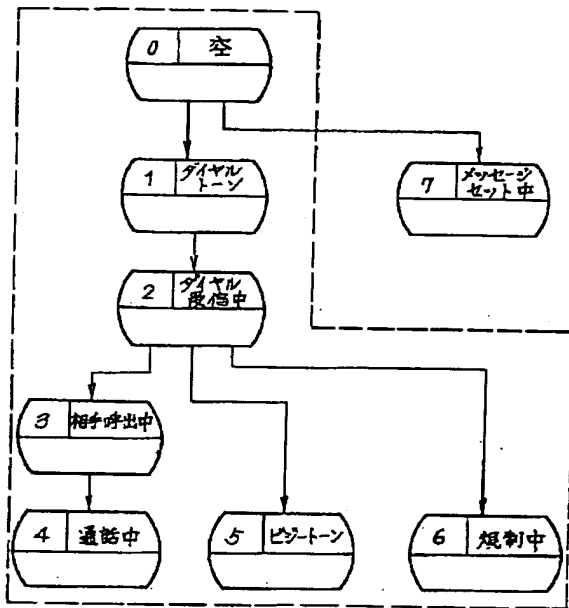 0 空
1 ダイヤル
トーン
7 メッセージ
セット中
2 ダイヤル
受信中
3 相手呼出中
4 通話中
5 ビジートーン
6 規制中